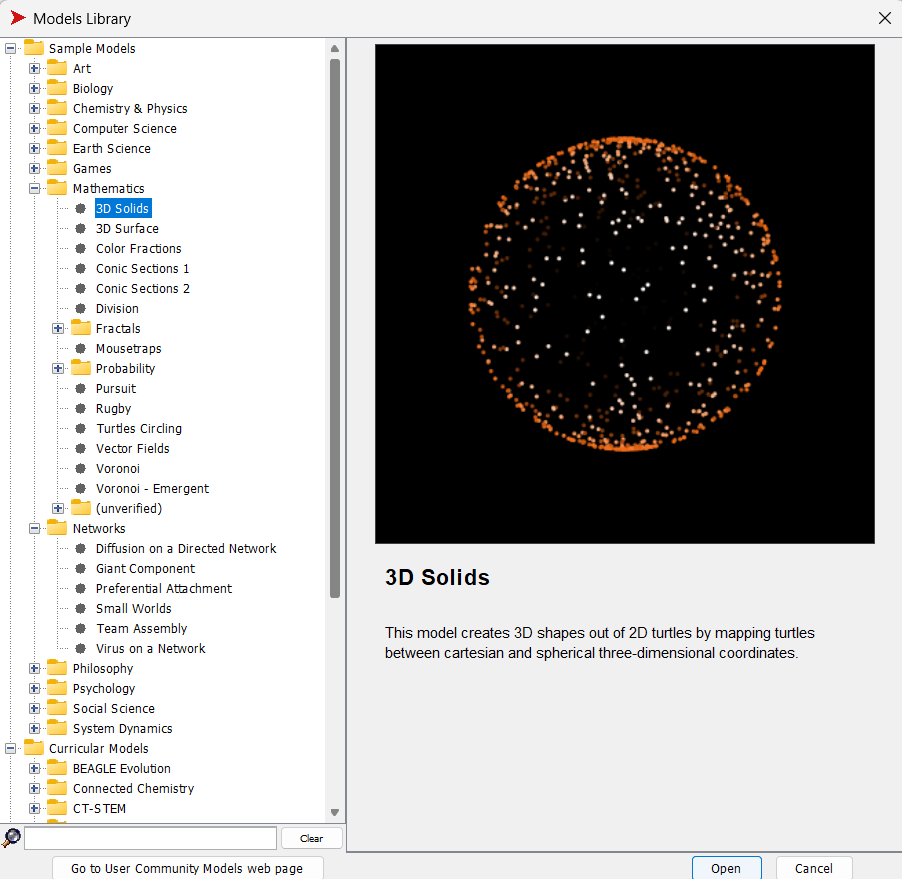 Models Library
Sample Models
Art
Biology
Chemistry & Physics
Computer Science
Earth Science
Games
Mathematics
3D Solids
3D Surface
Color Fractions
Conic Sections 1
Conic Sections 2
Division
Fractals
Mousetraps
Probability
Pursuit
Rugby
Turtles Circling
Vector Fields
Voronoi
Voronoi - Emergent
(unverified)
Networks
Diffusion on a Directed Network
Giant Component
Preferential Attachment
Small Worlds
Team Assembly
Virus on a Network
Philosophy
Psychology
Social Science
System Dynamics
Curricular Models
BEAGLE Evolution
Connected Chemistry
CT-STEM
Clear
Go to User Community Models web page
3D Solids
This model creates 3D shapes out of 2D turtles by mapping turtles
between cartesian and spherical three-dimensional coordinates.
Open
Cancel